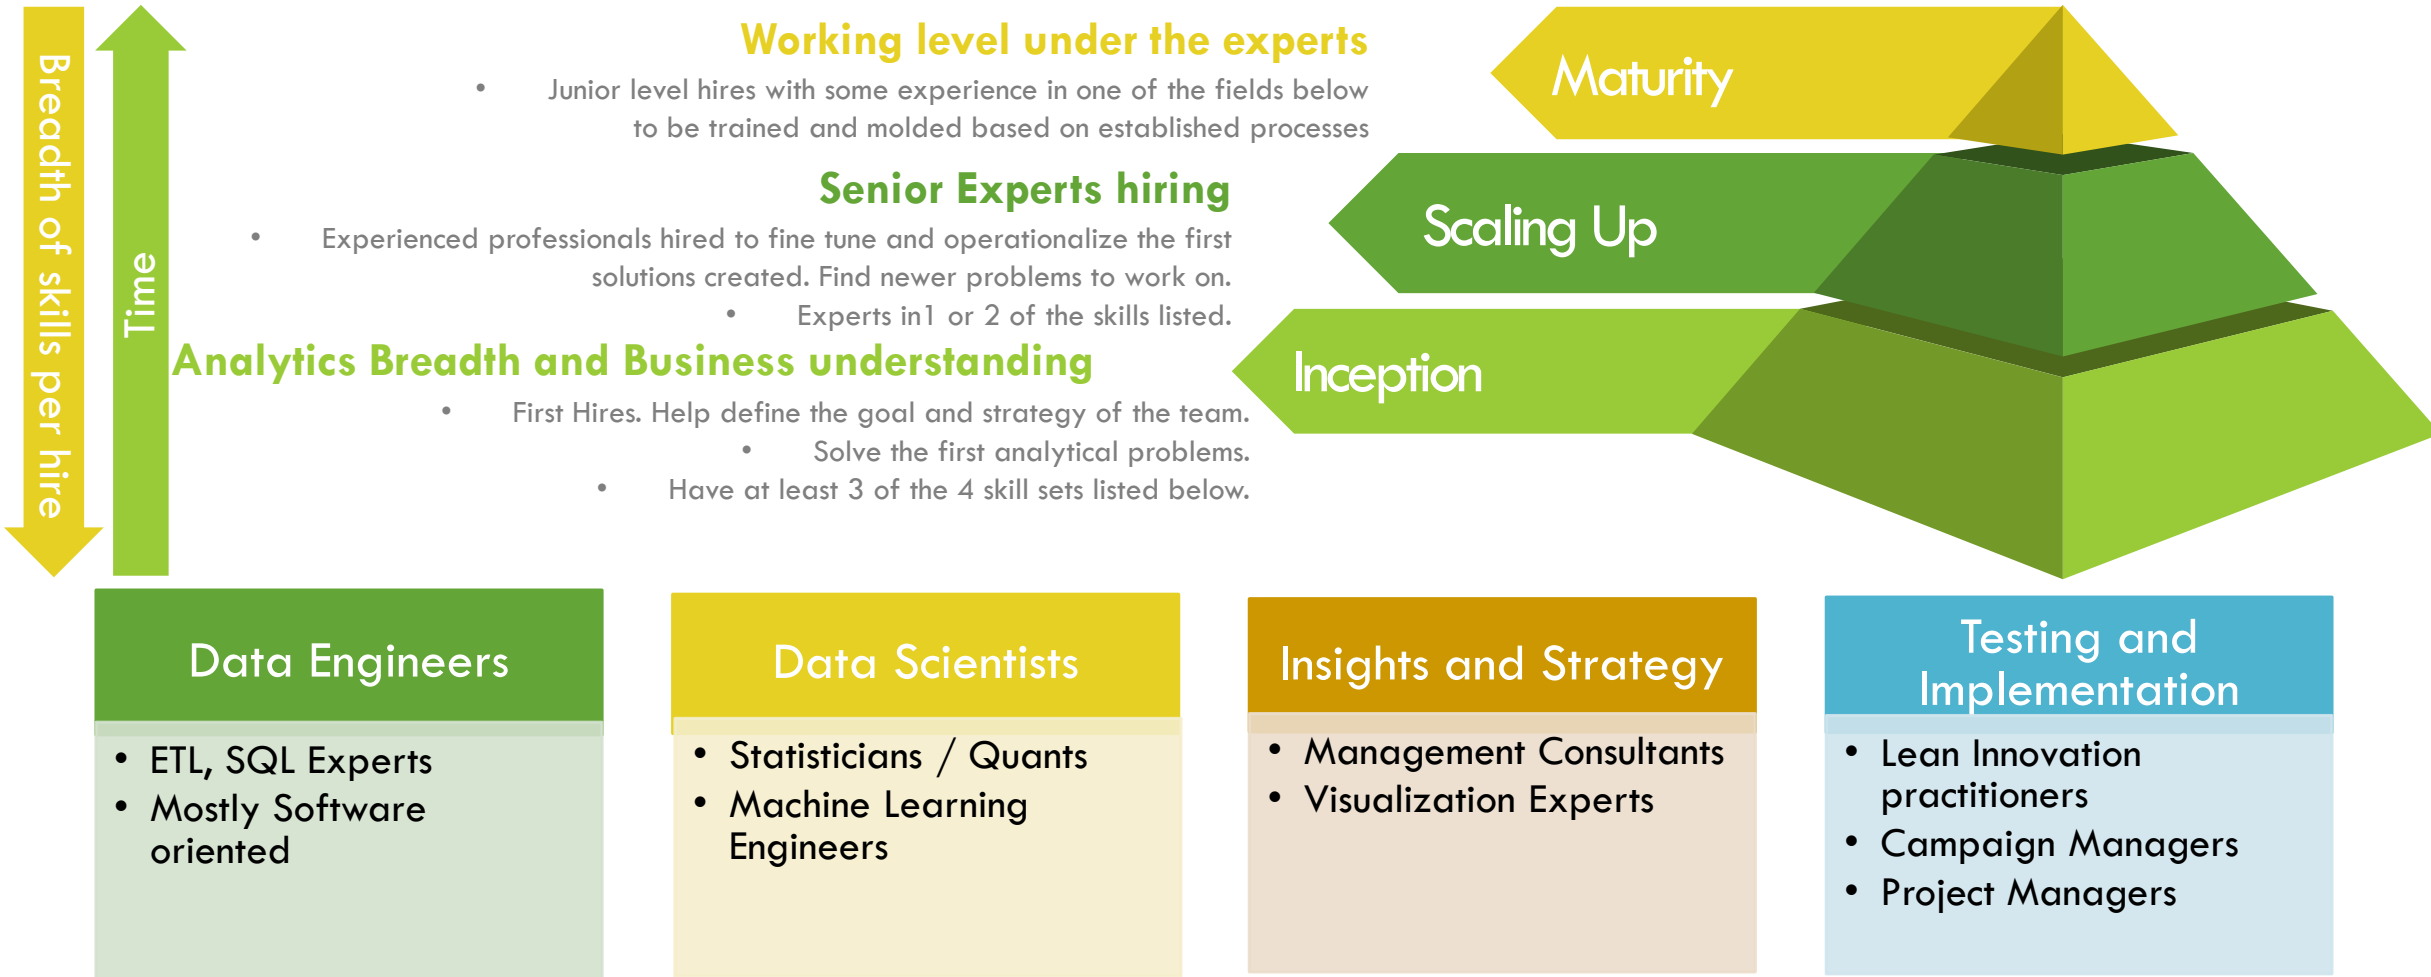 Breadth of skills per hire
Time
Working level under the experts
• Junior level hires with some experience in one of the fields below
to be trained and molded based on established processes
Maturity
Senior Experts hiring
• Experienced professionals hired to fine tune and operationalize the first
solutions created. Find newer problems to work on.
• Experts in1 or 2 of the skills listed.
Scaling Up
Analytics Breadth and Business understanding
• First Hires. Help define the goal and strategy of the team.
• Solve the first analytical problems.
• Have at least 3 of the 4 skill sets listed below.
Inception
Data Engineers
• ETL, SQL Experts
• Mostly Software
oriented
Data Scientists
• Statisticians / Quants
• Machine Learning
Engineers
Insights and Strategy
• Management Consultants
• Visualization Experts
Testing and
Implementation
• Lean Innovation
practitioners
• Campaign Managers
• Project Managers